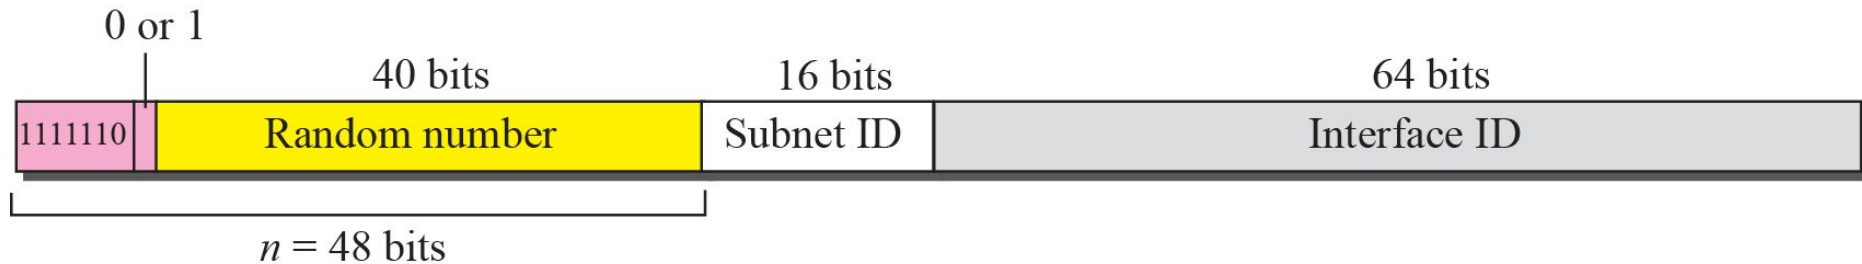 0 or 1
40 bits 16 bits 64 bits
1111110 Random number Subnet ID Interface ID
n = 48 bits